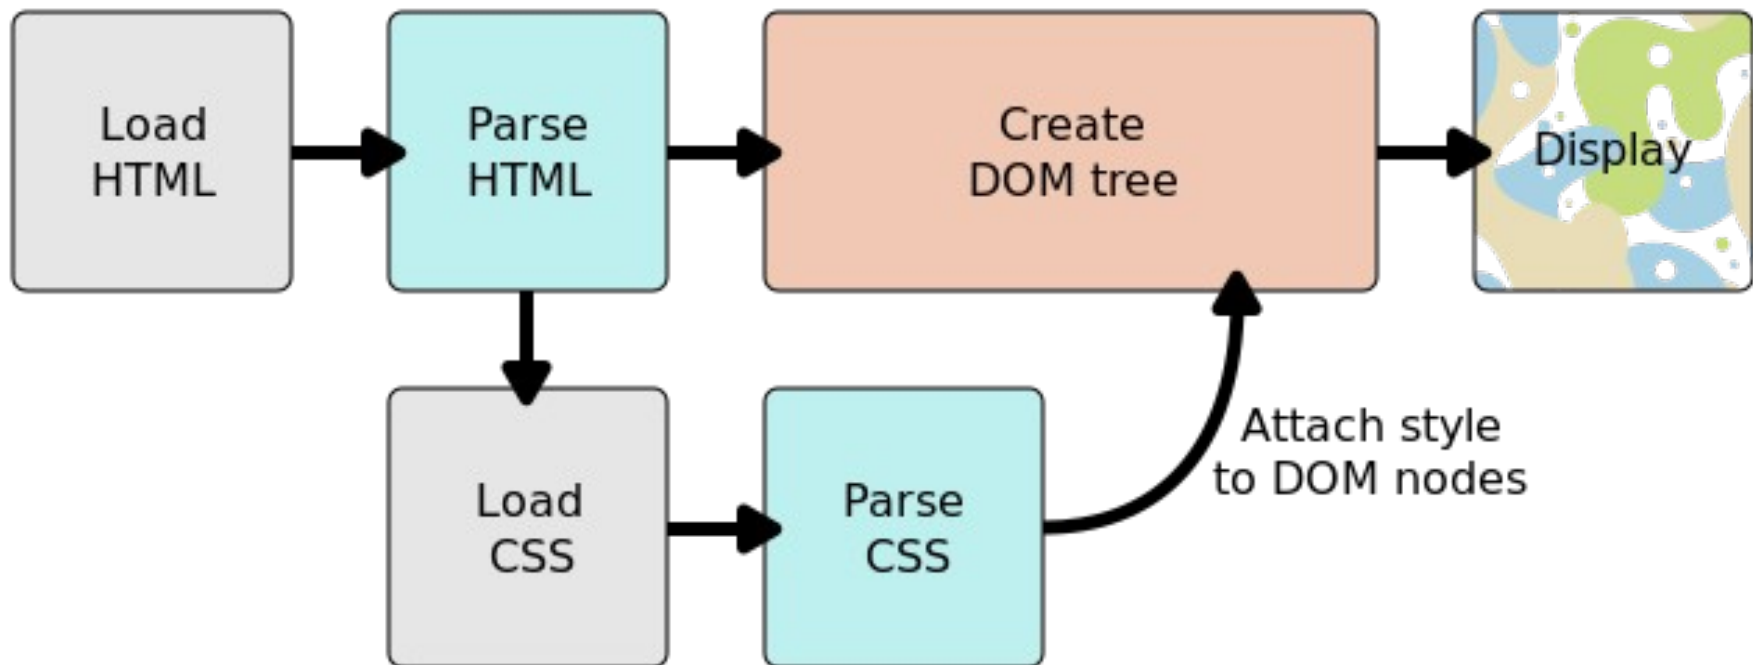 Load
HTML
Parse
HTML
Create
DOM tree
Display
Load
CSS
Parse
CSS
Attach style
to DOM nodes